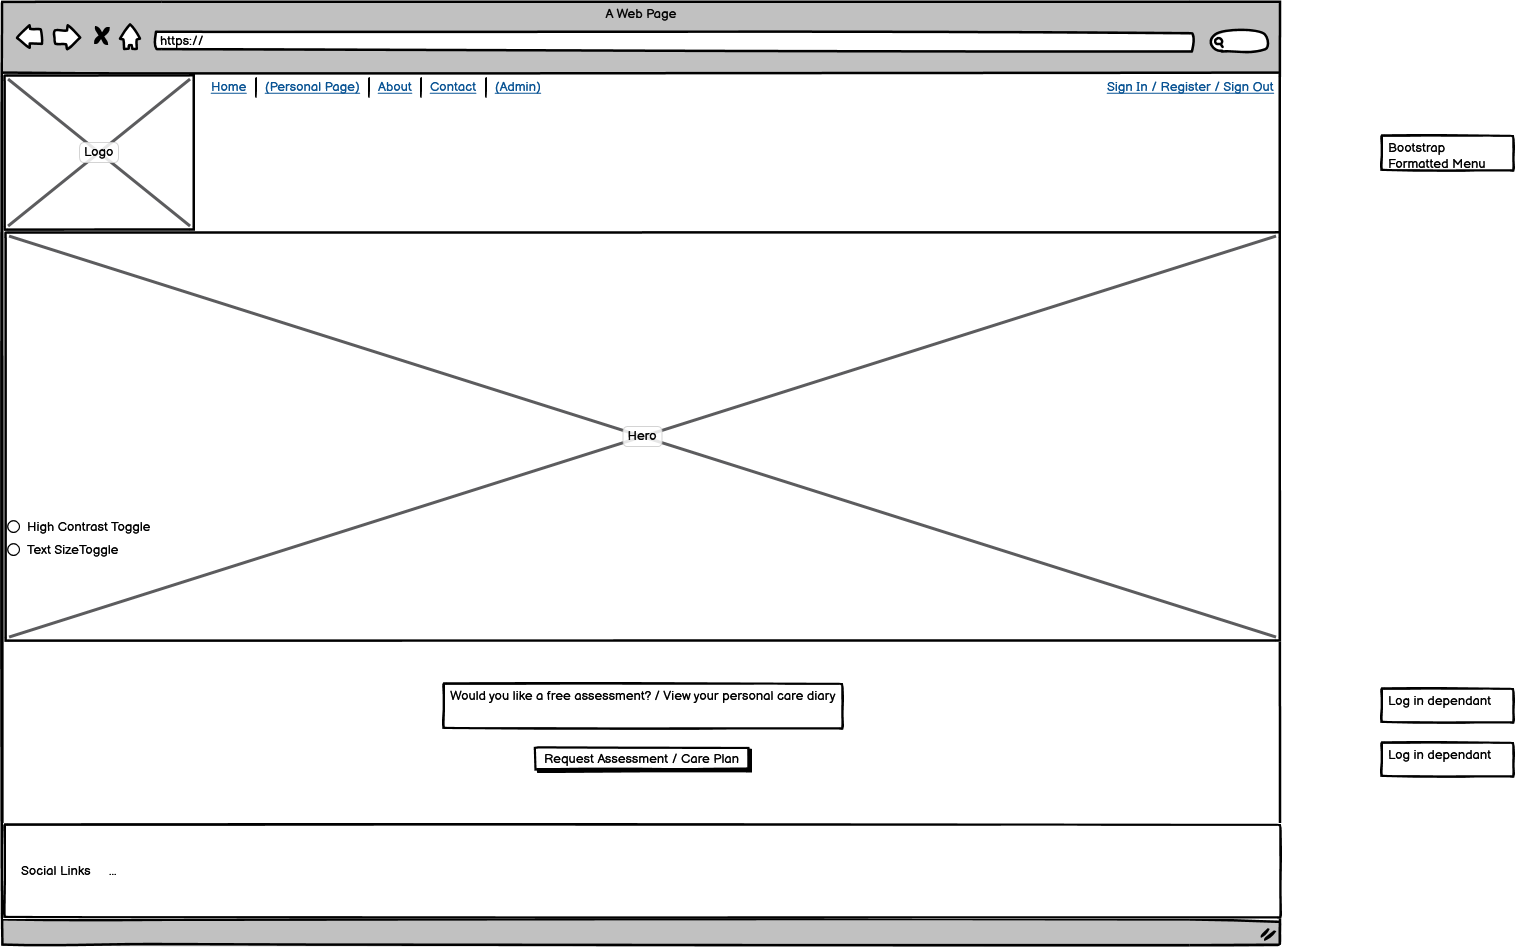 A Web Page
https://
Home (Personal Page) About Contact (Admin) Sign In / Register / Sign Out
Logo
Bootstrap
Formatted Menu
Hero
High Contrast Toggle
Text SizeToggle
Would you like a free assessment? / View your personal care diary
Log in dependant
Request Assessment / Care Plan
Log in dependant
Social Links ...